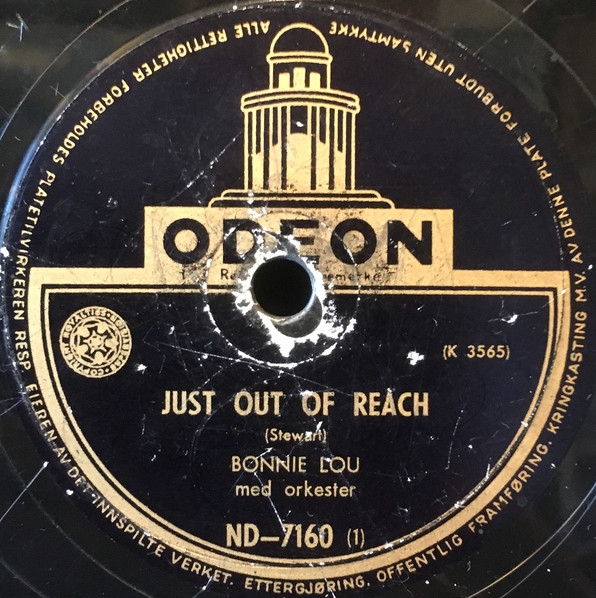 ALLE RETTIGHETER FORBEHOLDES PLATETILVIRKEREN RESP. EIEREN AV DET INNSPILTE VERKET. ETTERGJØRING, OFFENTLIG FRAMFØRING, KRINGKASTING M.V. AV DENNE PLATE FORBUDT UTEN SAMTYKKE
ODEON
(K 3565)
JUST OUT OF REACH
(Stewart)
BONNIE LOU
med orkester
ND–7160 (1)